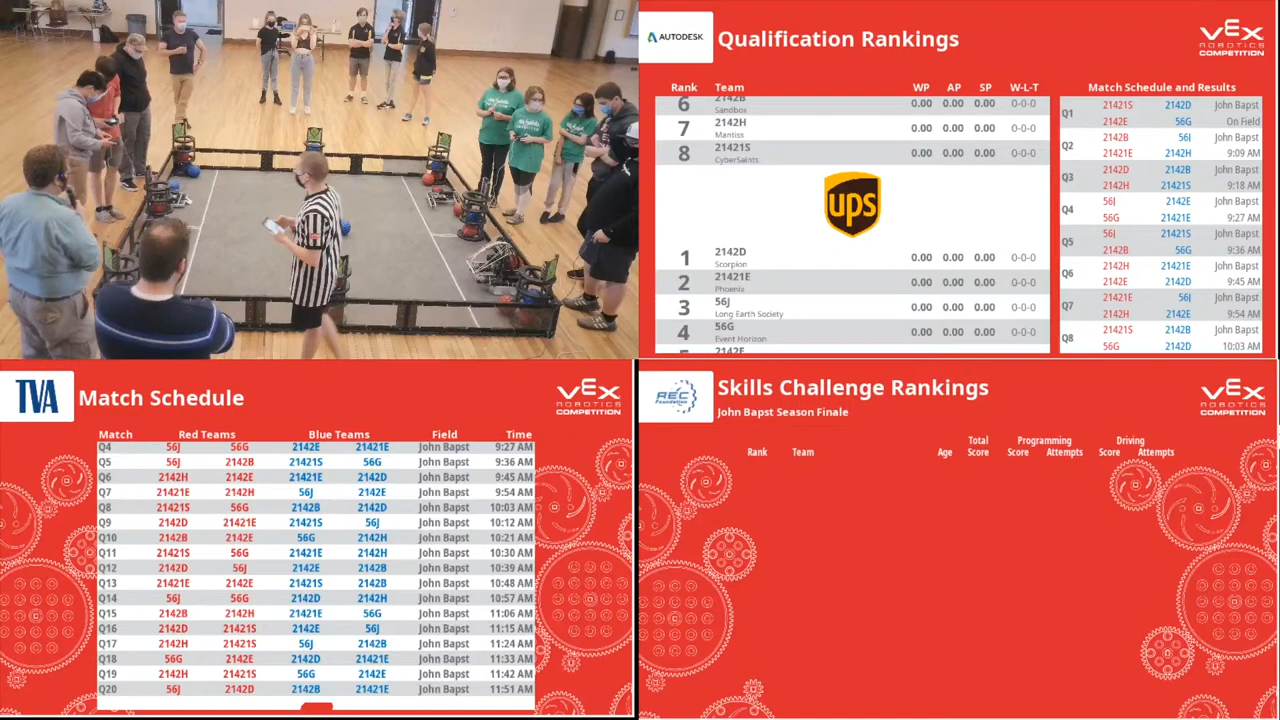 AUTODESK
Qualification Rankings
VEX
ROBOTICS
COMPETITION
Rank Team WP AP SP W-L-T
6 2142B 0.00 0.00 0.00 0-0-0
Sandbox
7 2142H 0.00 0.00 0.00 0-0-0
Mantiss
8 21421S 0.00 0.00 0.00 0-0-0
CyberSaints
ups
1 2142D 0.00 0.00 0.00 0-0-0
Scorpion
2 21421E 0.00 0.00 0.00 0-0-0
Phoenix
3 56J 0.00 0.00 0.00 0-0-0
Long Earth Society
4 56G 0.00 0.00 0.00 0-0-0
Event Horizon
2142E
Match Schedule and Results
Q1 21421S 2142D John Bapst
2142E 56G On Field
Q2 2142B 56J John Bapst
21421E 2142H 9:09 AM
Q3 2142D 2142B John Bapst
2142H 21421S 9:18 AM
Q4 56J 2142E John Bapst
56G 21421E 9:27 AM
Q5 56J 21421S John Bapst
2142B 56G 9:36 AM
Q6 2142H 21421E John Bapst
2142E 2142D 9:45 AM
Q7 21421E 56J John Bapst
2142H 2142E 9:54 AM
Q8 21421S 2142B John Bapst
56G 2142D 10:03 AM
TVA
Match Schedule
VEX
ROBOTICS
COMPETITION
Match Red Teams Blue Teams Field Time
Q4 56J 56G 2142E 21421E John Bapst 9:27 AM
Q5 56J 2142B 21421S 56G John Bapst 9:36 AM
Q6 2142H 2142E 21421E 2142D John Bapst 9:45 AM
Q7 21421E 2142H 56J 2142E John Bapst 9:54 AM
Q8 21421S 56G 2142B 2142D John Bapst 10:03 AM
Q9 2142D 21421E 21421S 56J John Bapst 10:12 AM
Q10 2142B 2142E 56G 2142H John Bapst 10:21 AM
Q11 21421S 56G 21421E 2142H John Bapst 10:30 AM
Q12 2142D 56J 2142E 2142B John Bapst 10:39 AM
Q13 21421E 2142E 21421S 2142B John Bapst 10:48 AM
Q14 56J 56G 2142D 2142H John Bapst 10:57 AM
Q15 2142B 2142H 21421E 56G John Bapst 11:06 AM
Q16 2142D 21421S 2142E 56J John Bapst 11:15 AM
Q17 2142H 21421S 56J 2142B John Bapst 11:24 AM
Q18 56G 2142E 2142D 21421E John Bapst 11:33 AM
Q19 2142H 21421S 56G 2142E John Bapst 11:42 AM
Q20 56J 2142D 2142B 21421E John Bapst 11:51 AM
REC
Foundation
Skills Challenge Rankings
John Bapst Season Finale
VEX
ROBOTICS
COMPETITION
Total Programming Driving
Rank Team Age Score Score Attempts Score Attempts